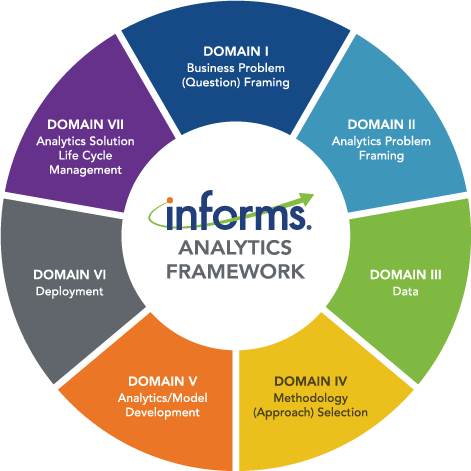 DOMAIN I
Business Problem
(Question) Framing
DOMAIN II
Analytics Problem
Framing
DOMAIN III
Data
DOMAIN IV
Methodology
(Approach) Selection
DOMAIN V
Analytics/Model
Development
DOMAIN VI
Deployment
DOMAIN VII
Analytics Solution
Life Cycle
Management
informs.
ANALYTICS
FRAMEWORK